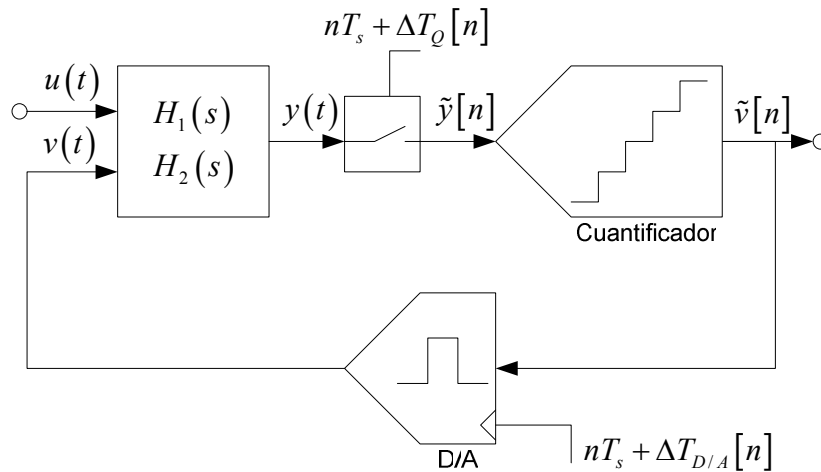 nT_s + ΔT_Q[n]
u(t)
H_1(s)
y(t)
ỹ[n]
ṽ[n]
v(t)
H_2(s)
Cuantificador
D/A
nT_s + ΔT_{D/A}[n]